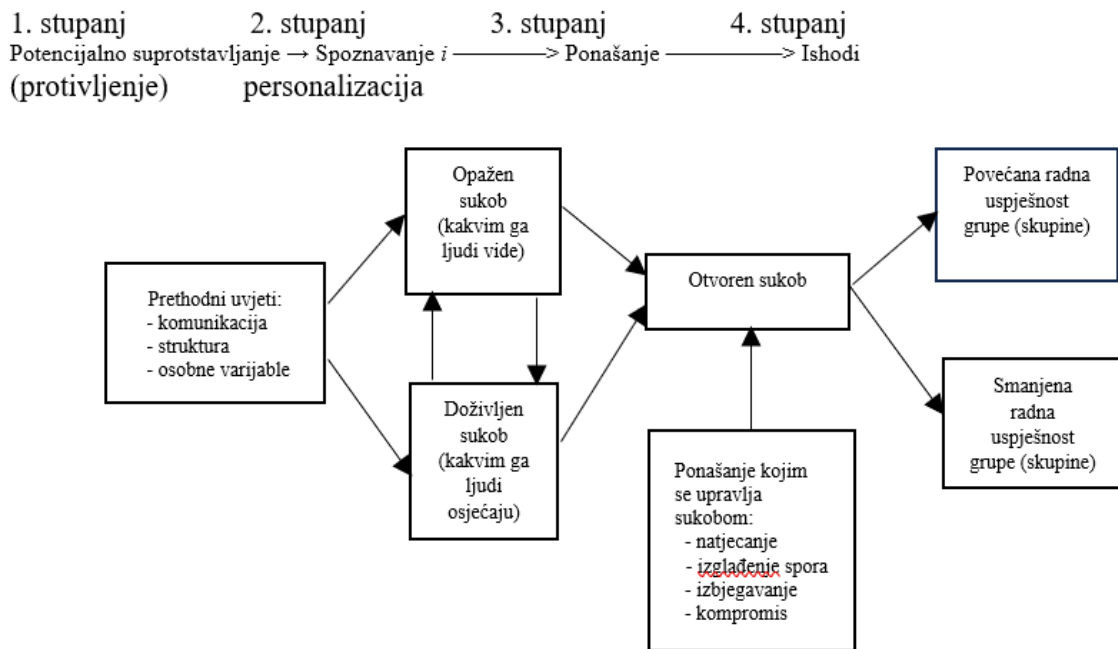 1. stupanj 2. stupanj 3. stupanj 4. stupanj
Potencijalno suprotstavljanje → Spoznavanje i ————> Ponašanje ————> Ishodi
(protivljenje) personalizacija
Opažen
sukob
(kakvim ga
ljudi vide)
Povećana radna
uspješnost
grupe (skupine)
Prethodni uvjeti:
- komunikacija
- struktura
- osobne varijable
Otvoren sukob
Doživljen
sukob
(kakvim ga
ljudi
osjećaju)
Smanjena
radna
uspješnost
grupe (skupine)
Ponašanje kojim
se upravlja
sukobom:
- natjecanje
- izglađenje spora
- izbjegavanje
- kompromis